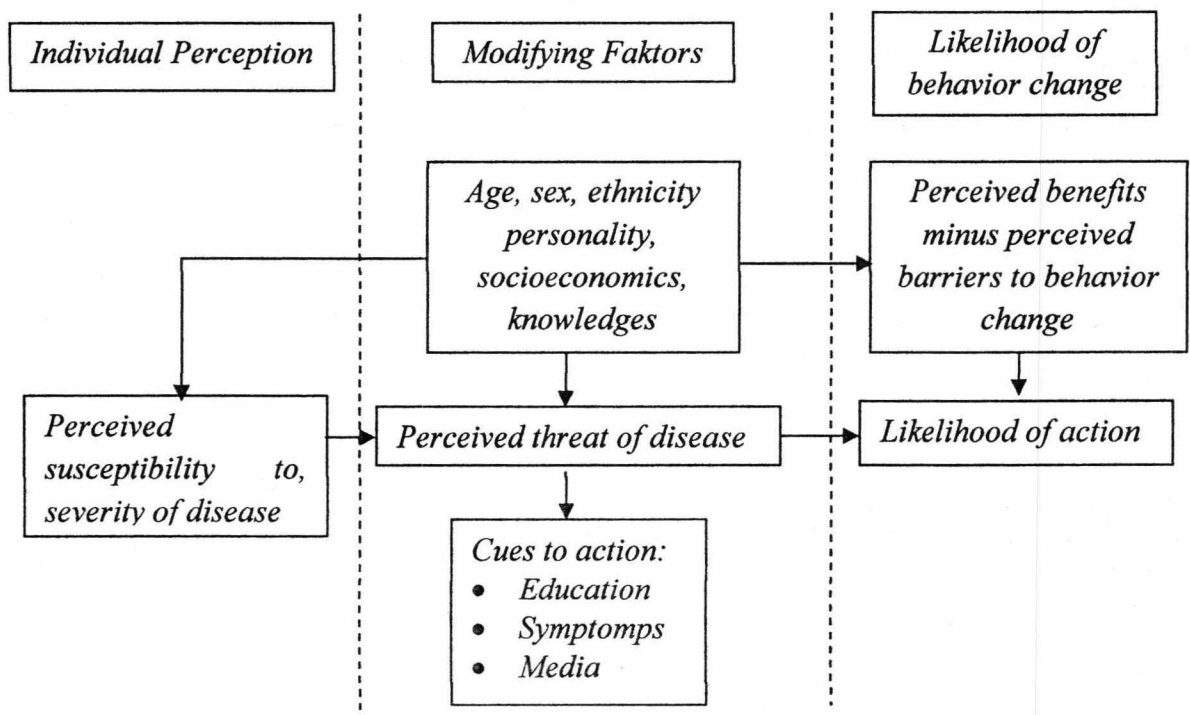 Individual Perception
Modifying Faktors
Likelihood of
behavior change
Age, sex, ethnicity
personality,
socioeconomics,
knowledges
Perceived benefits
minus perceived
barriers to behavior
change
Perceived
susceptibility to,
severity of disease
Perceived threat of disease
Likelihood of action
Cues to action:
• Education
• Symptomps
• Media